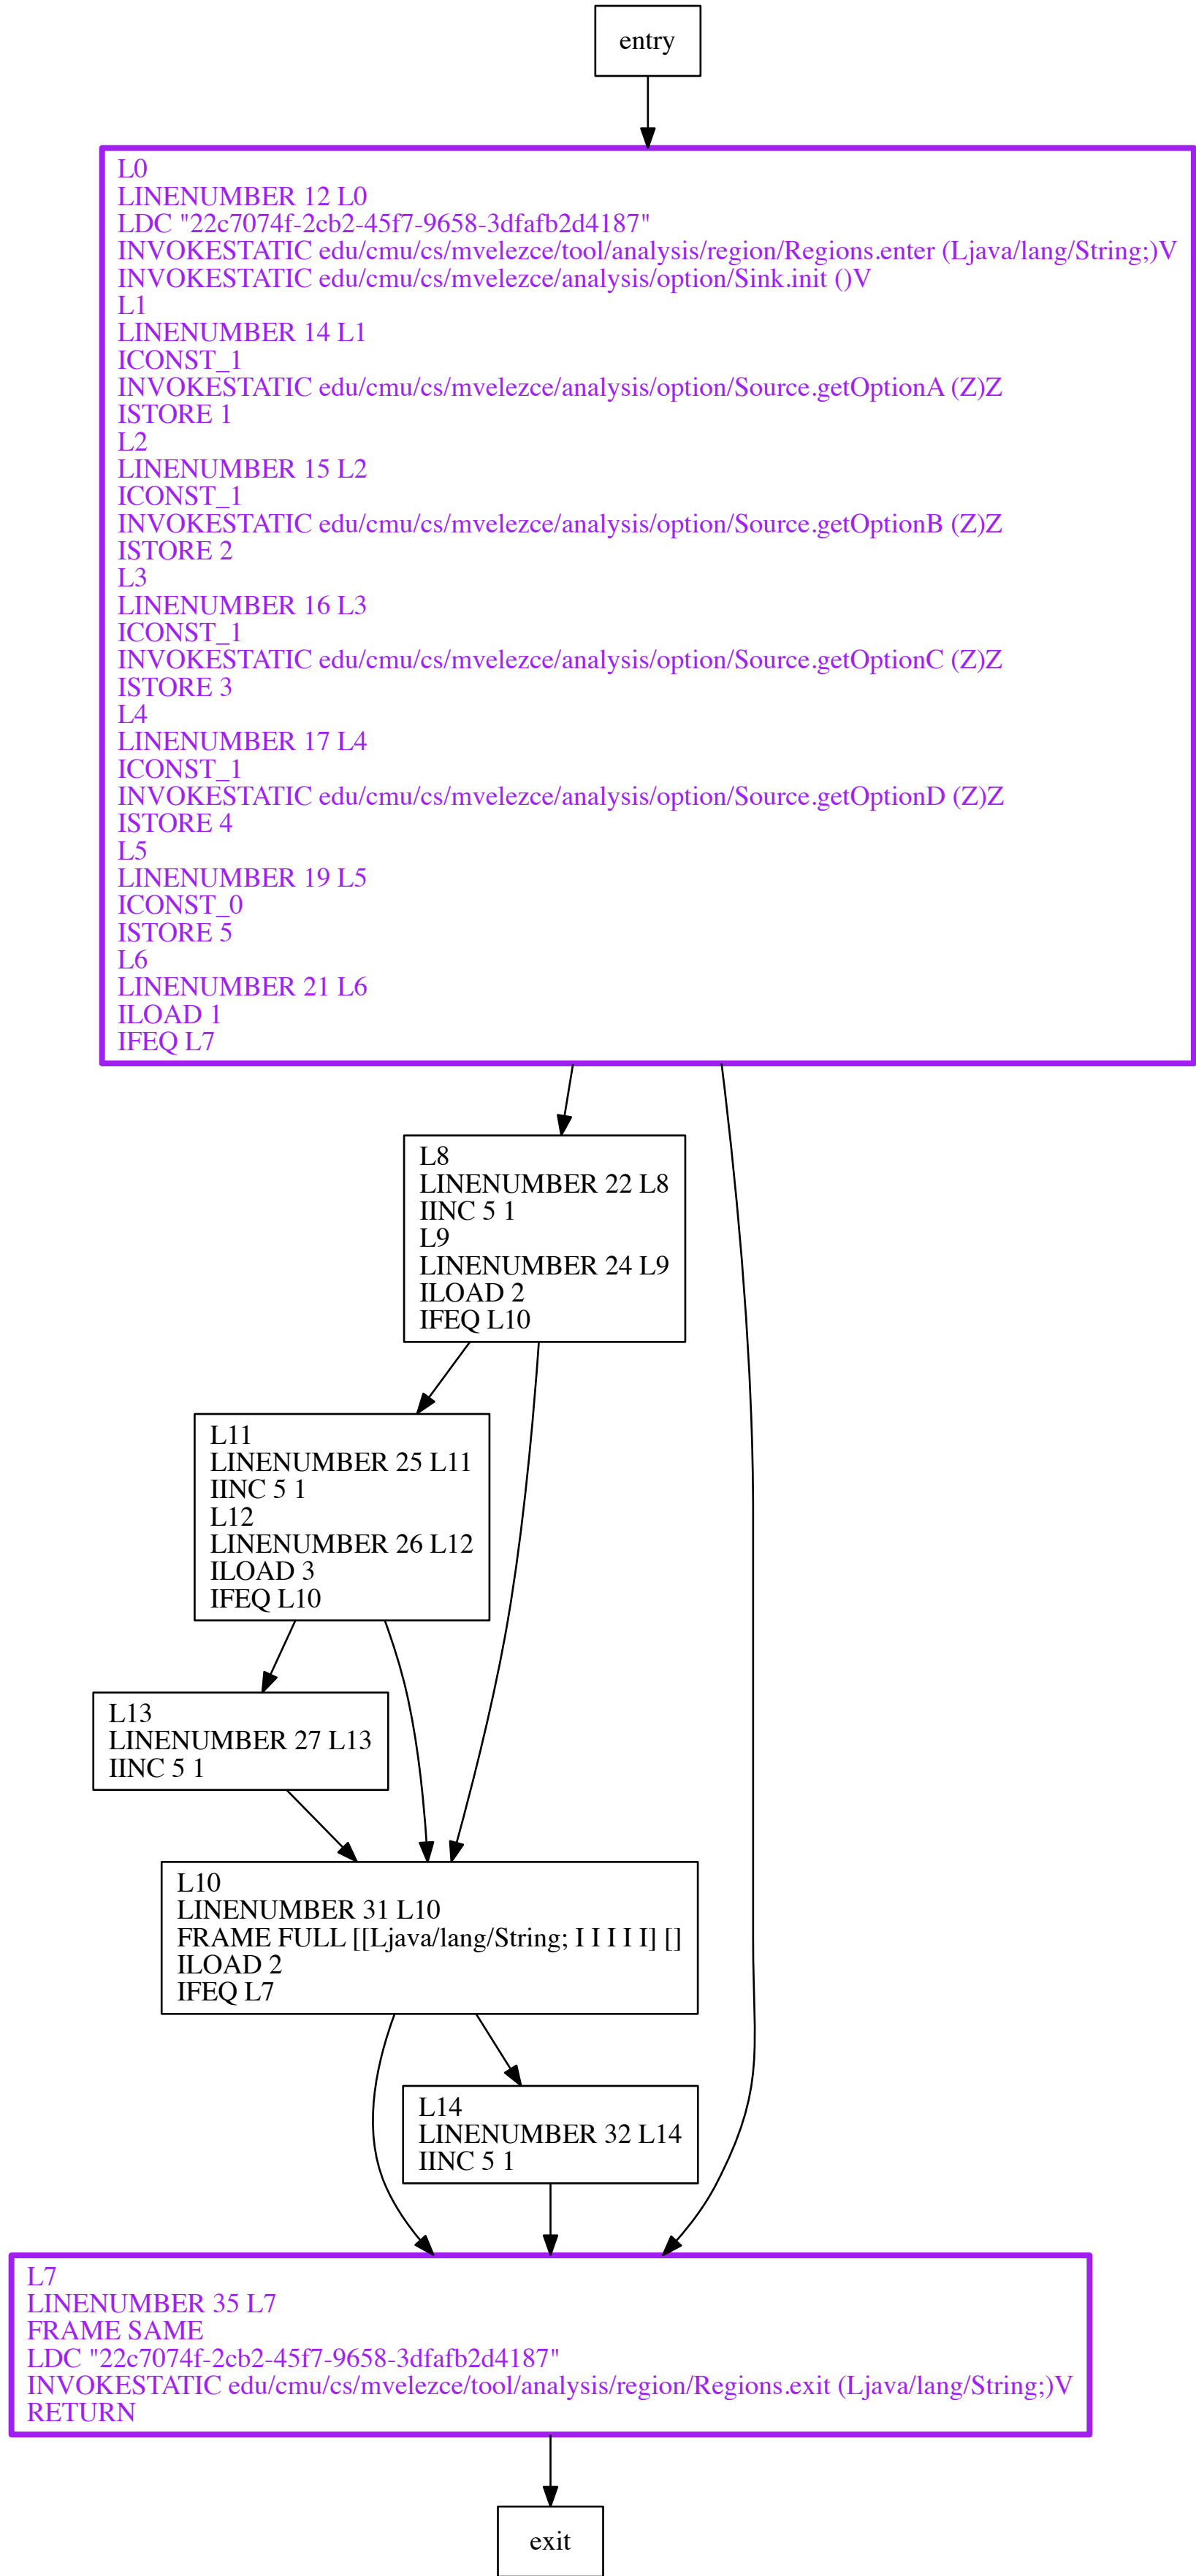 entry
L0
LINENUMBER 12 L0
LDC "22c7074f-2cb2-45f7-9658-3dfafb2d4187"
INVOKESTATIC edu/cmu/cs/mvelezce/tool/analysis/region/Regions.enter (Ljava/lang/String;)V
INVOKESTATIC edu/cmu/cs/mvelezce/analysis/option/Sink.init ()V
L1
LINENUMBER 14 L1
ICONST_1
INVOKESTATIC edu/cmu/cs/mvelezce/analysis/option/Source.getOptionA (Z)Z
ISTORE 1
L2
LINENUMBER 15 L2
ICONST_1
INVOKESTATIC edu/cmu/cs/mvelezce/analysis/option/Source.getOptionB (Z)Z
ISTORE 2
L3
LINENUMBER 16 L3
ICONST_1
INVOKESTATIC edu/cmu/cs/mvelezce/analysis/option/Source.getOptionC (Z)Z
ISTORE 3
L4
LINENUMBER 17 L4
ICONST_1
INVOKESTATIC edu/cmu/cs/mvelezce/analysis/option/Source.getOptionD (Z)Z
ISTORE 4
L5
LINENUMBER 19 L5
ICONST_0
ISTORE 5
L6
LINENUMBER 21 L6
ILOAD 1
IFEQ L7
L8
LINENUMBER 22 L8
IINC 5 1
L9
LINENUMBER 24 L9
ILOAD 2
IFEQ L10
L11
LINENUMBER 25 L11
IINC 5 1
L12
LINENUMBER 26 L12
ILOAD 3
IFEQ L10
L13
LINENUMBER 27 L13
IINC 5 1
L10
LINENUMBER 31 L10
FRAME FULL [[Ljava/lang/String; I I I I I] []
ILOAD 2
IFEQ L7
L14
LINENUMBER 32 L14
IINC 5 1
L7
LINENUMBER 35 L7
FRAME SAME
LDC "22c7074f-2cb2-45f7-9658-3dfafb2d4187"
INVOKESTATIC edu/cmu/cs/mvelezce/tool/analysis/region/Regions.exit (Ljava/lang/String;)V
RETURN
exit